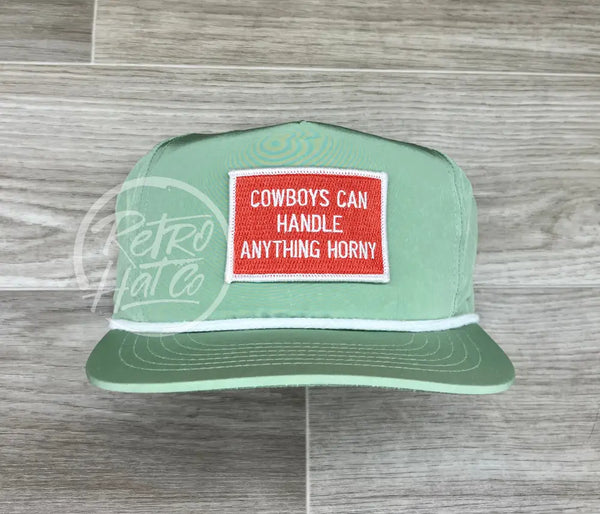 COWBOYS CAN
HANDLE
ANYTHING HORNY
RETRO
HAT CO